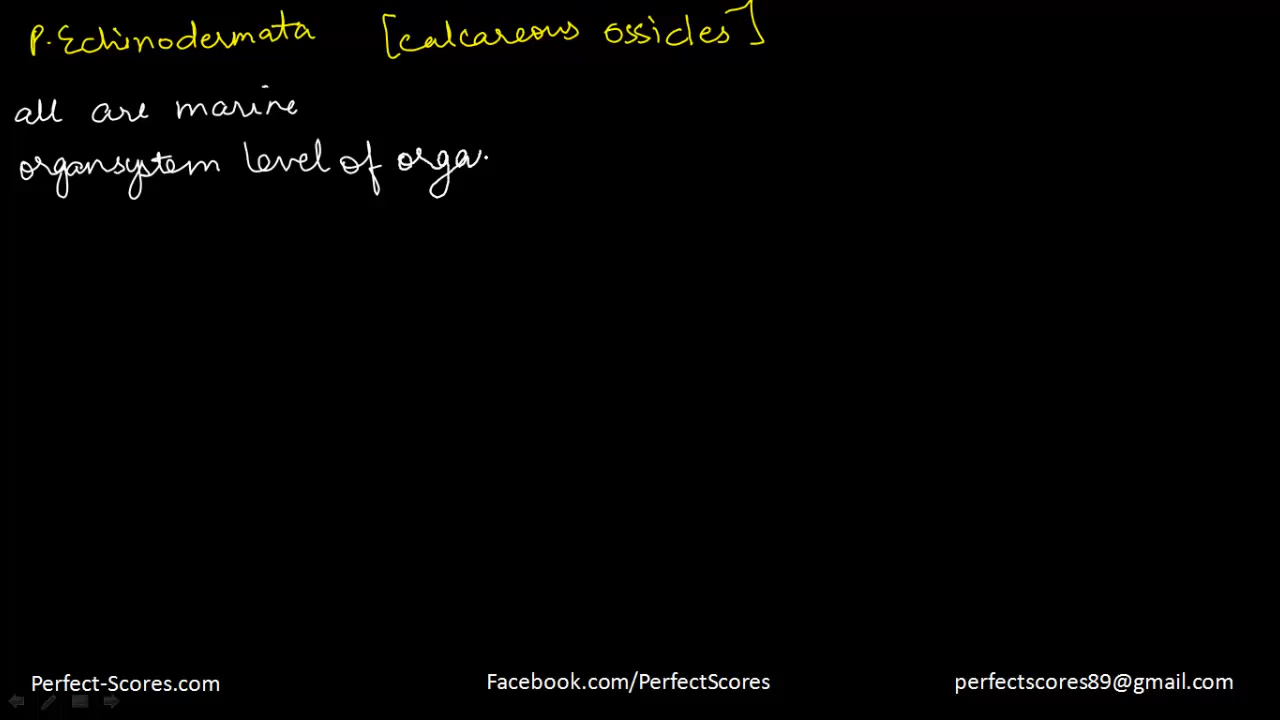 P. Echinodermata [calcareous ossicles]
all are marine
organsystem level of orga.
Perfect-Scores.com Facebook.com/PerfectScores perfectscores89@gmail.com